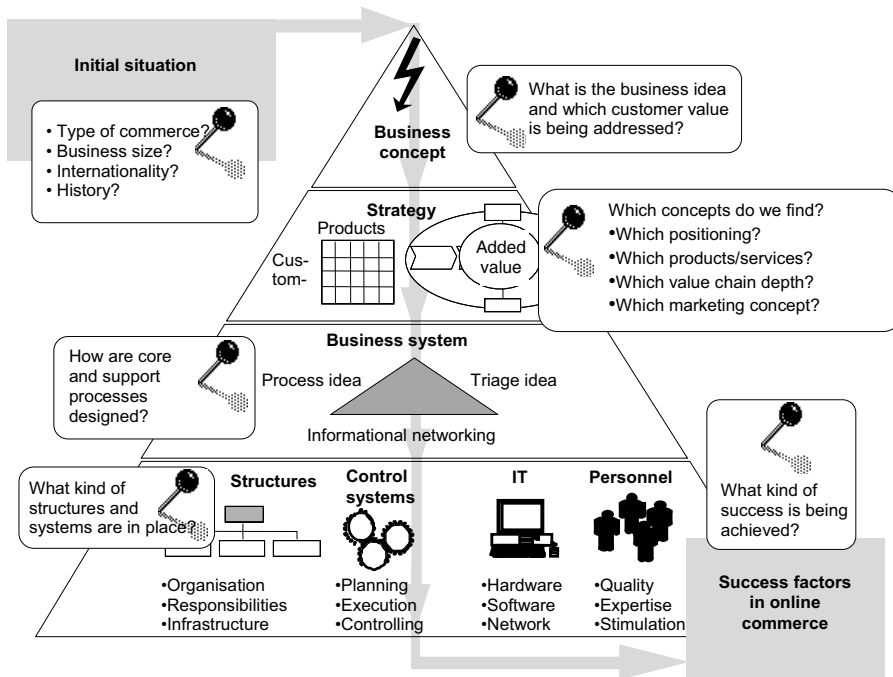 Initial situation
• Type of commerce?
• Business size?
• Internationality?
• History?
Business
concept
What is the business idea
and which customer value
is being addressed?
Strategy
Products
Cus-
tom-
Added
value
Which concepts do we find?
•Which positioning?
•Which products/services?
•Which value chain depth?
•Which marketing concept?
Business system
Process idea
Triage idea
Informational networking
How are core
and support
processes
designed?
What kind of
structures and
systems are in place?
Structures
•Organisation
•Responsibilities
•Infrastructure
Control
systems
•Planning
•Execution
•Controlling
IT
•Hardware
•Software
•Network
Personnel
•Quality
•Expertise
•Stimulation
What kind of
success is being
achieved?
Success factors
in online
commerce